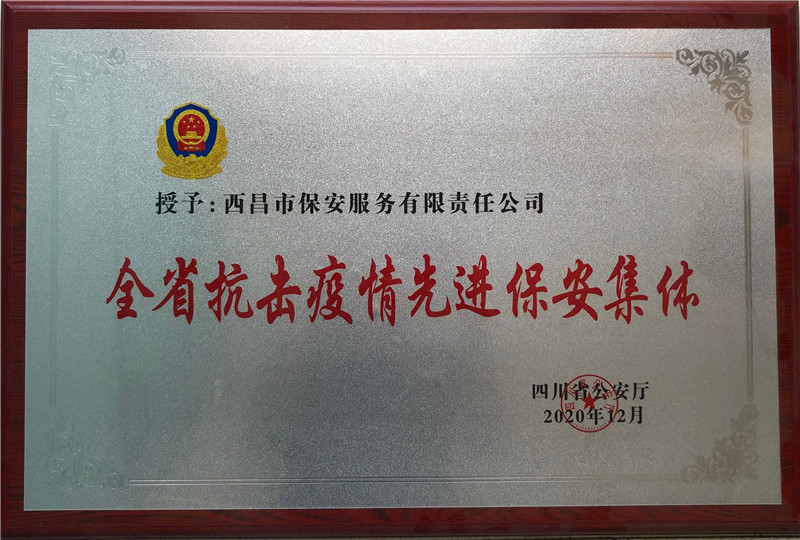 授予：西昌市保安服务有限责任公司
全省抗击疫情先进保安集体
四川省公安厅
2020年12月